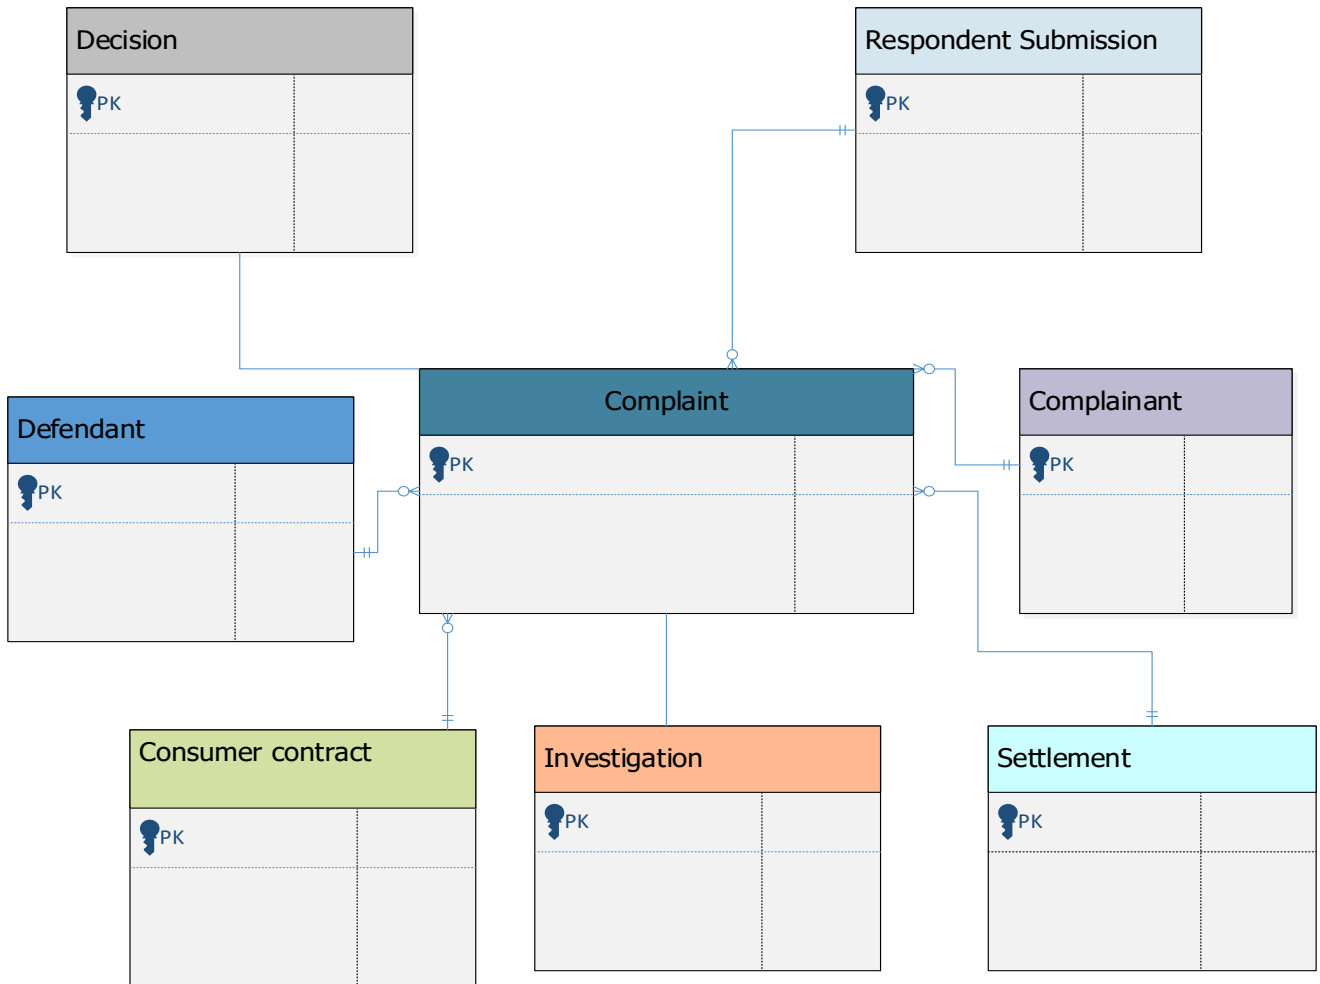 Decision
PK
Respondent Submission
PK
Complaint
PK
Complainant
PK
Defendant
PK
Consumer contract
PK
Investigation
PK
Settlement
PK